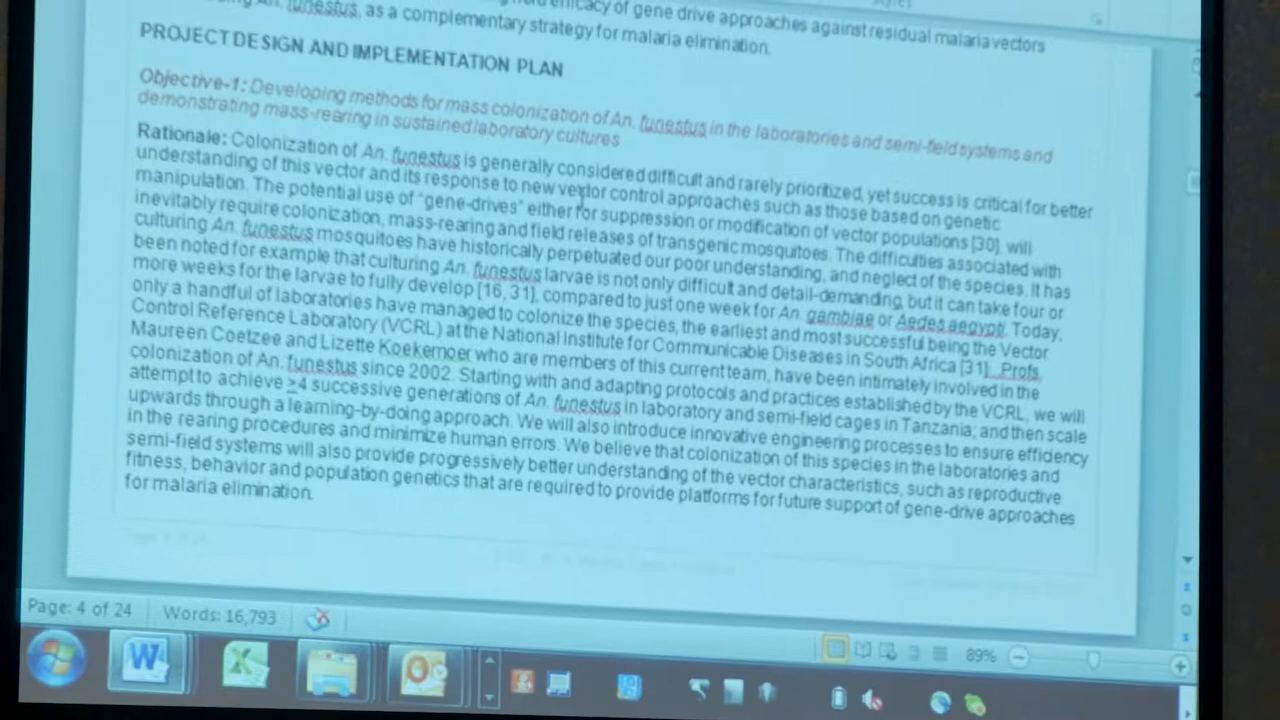 An. funestus, as a complementary strategy for malaria elimination.
efficacy of gene drive approaches against residual malaria vectors
PROJECT DESIGN AND IMPLEMENTATION PLAN
Objective-1: Developing methods for mass colonization of An. funestus in the laboratories and semi-field systems and
demonstrating mass-rearing in sustained laboratory cultures
Rationale: Colonization of An. funestus is generally considered difficult and rarely prioritized, yet success is critical for better
understanding of this vector and its response to new vector control approaches such as those based on genetic
manipulation. The potential use of "gene-drives" either for suppression or modification of vector populations [30], will
inevitably require colonization, mass-rearing and field releases of transgenic mosquitoes. The difficulties associated with
culturing An. funestus mosquitoes have historically perpetuated our poor understanding, and neglect of the species. It has
been noted for example that culturing An. funestus larvae is not only difficult and detail-demanding, but it can take four or
more weeks for the larvae to fully develop [16, 31], compared to just one week for An. gambiae or Aedes aegypti. Today,
only a handful of laboratories have managed to colonize the species, the earliest and most successful being the Vector
Control Reference Laboratory (VCRL) at the National Institute for Communicable Diseases in South Africa [31]. Profs.
Maureen Coetzee and Lizette Koekemoer who are members of this current team, have been intimately involved in the
colonization of An. funestus since 2002. Starting with and adapting protocols and practices established by the VCRL, we will
attempt to achieve ≥4 successive generations of An. funestus in laboratory and semi-field cages in Tanzania; and then scale
upwards through a learning-by-doing approach. We will also introduce innovative engineering processes to ensure efficiency
in the rearing procedures and minimize human errors. We believe that colonization of this species in the laboratories and
semi-field systems will also provide progressively better understanding of the vector characteristics, such as reproductive
fitness, behavior and population genetics that are required to provide platforms for future support of gene-drive approaches
for malaria elimination.
Page: 4 of 24 Words: 16,793 89%